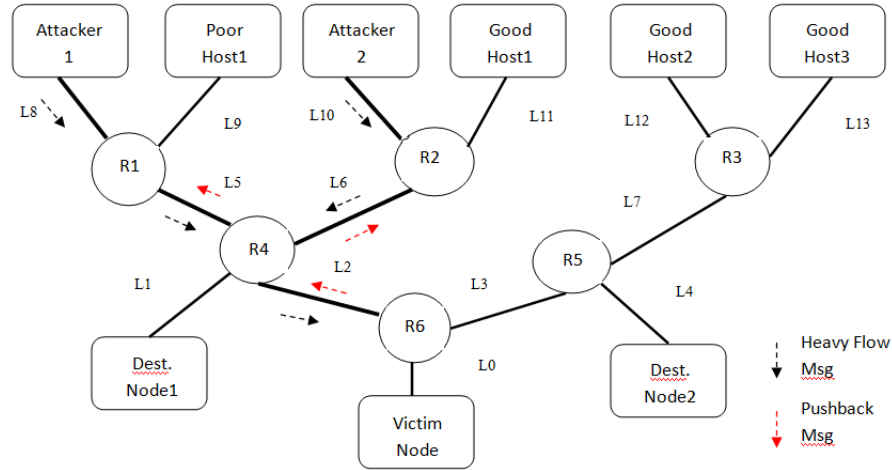 Attacker
1
Poor
Host1
Attacker
2
Good
Host1
Good
Host2
Good
Host3
L8
L9
L10
L11
L12
L13
R1
R2
R3
L5
L6
L7
R4
R5
L1
L2
L3
L4
R6
L0
Dest.
Node1
Victim
Node
Dest.
Node2
Heavy Flow
Msg
Pushback
Msg